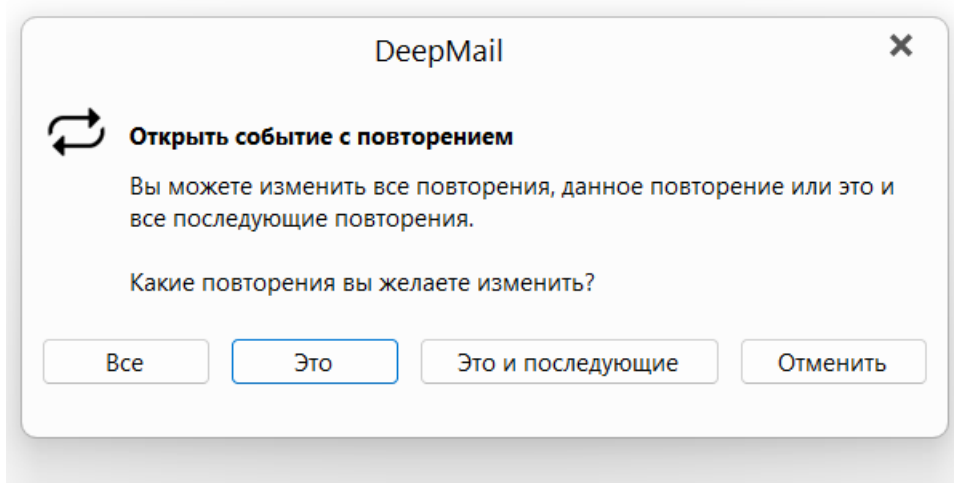 DeepMail
Открыть событие с повторением
Вы можете изменить все повторения, данное повторение или это и
все последующие повторения.
Какие повторения вы желаете изменить?
Все
Это
Это и последующие
Отменить